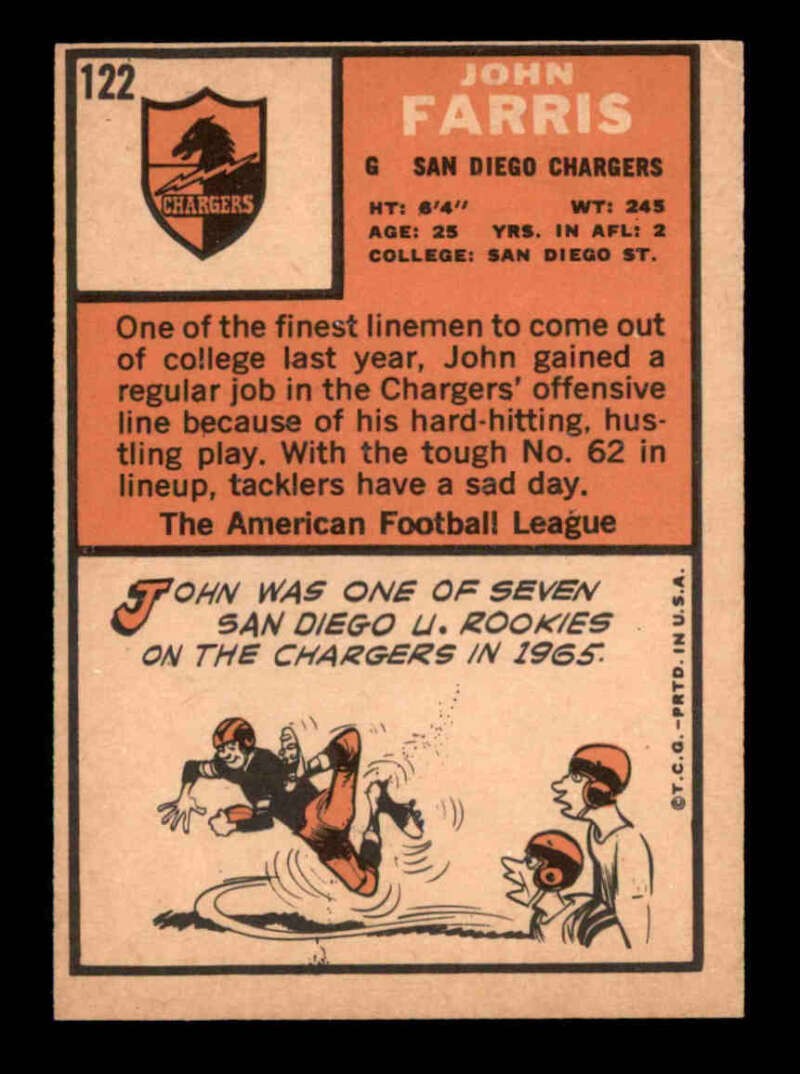 122
CHARGERS
JOHN
FARRIS
G SAN DIEGO CHARGERS
HT: 6'4" WT: 245
AGE: 25 YRS. IN AFL: 2
COLLEGE: SAN DIEGO ST.
One of the finest linemen to come out
of college last year, John gained a
regular job in the Chargers' offensive
line because of his hard-hitting, hus-
tling play. With the tough No. 62 in
lineup, tacklers have a sad day.
The American Football League
JOHN WAS ONE OF SEVEN
SAN DIEGO U. ROOKIES
ON THE CHARGERS IN 1965.
©T.C.G.-PRTD. IN U.S.A.